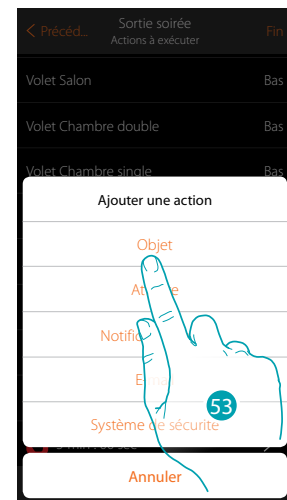 < Précéd... Sortie soirée Fin
Actions à exécuter
Volet Salon Bas
Volet Chambre double Bas
Volet Chambre single Bas
Ajouter une action
Objet
53
Système de sécurité
Annuler